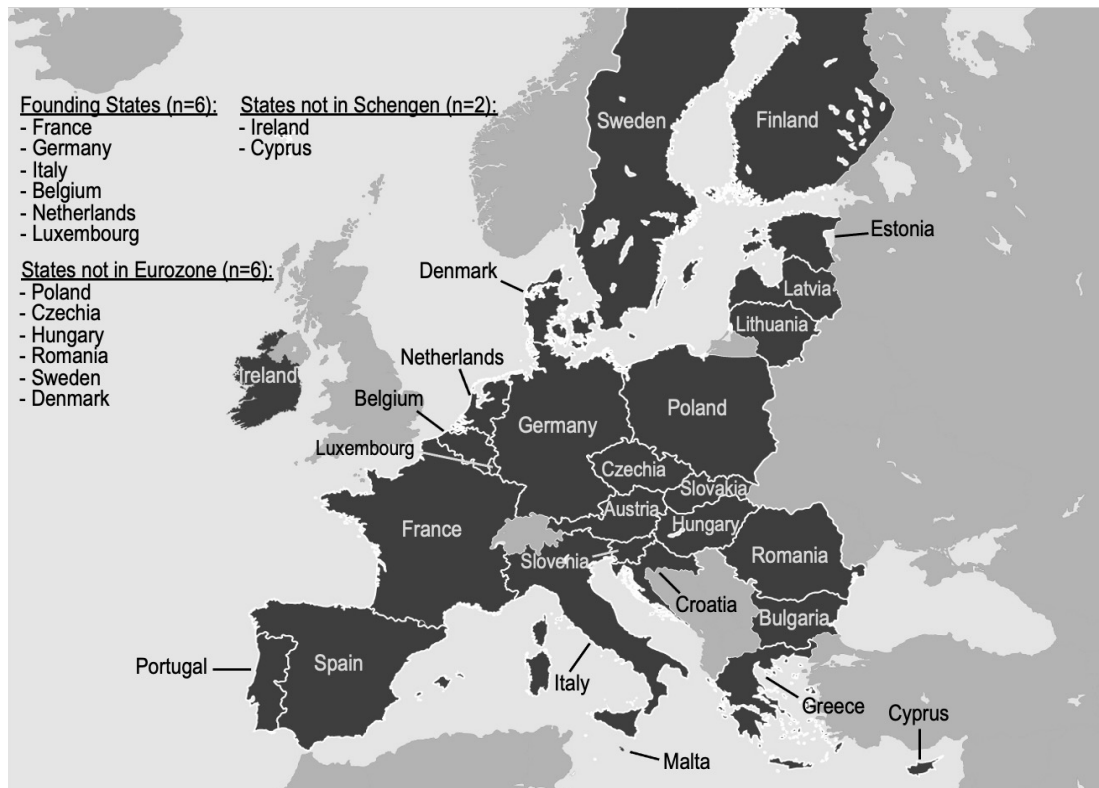 Founding States (n=6):
- France
- Germany
- Italy
- Belgium
- Netherlands
- Luxembourg
States not in Schengen (n=2):
- Ireland
- Cyprus
States not in Eurozone (n=6):
- Poland
- Czechia
- Hungary
- Romania
- Sweden
- Denmark
Sweden
Finland
Estonia
Denmark
Latvia
Lithuania
Netherlands
Ireland
Belgium
Poland
Germany
Luxembourg
Czechia
Slovakia
Austria
France
Hungary
Romania
Slovenia
Croatia
Bulgaria
Portugal
Spain
Italy
Greece
Cyprus
Malta